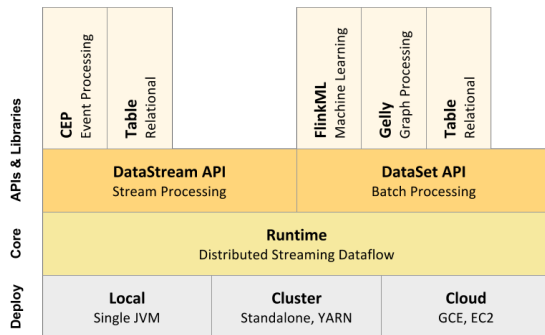 APIs & Libraries
CEP
Event Processing
Table
Relational
FlinkML
Machine Learning
Gelly
Graph Processing
Table
Relational
DataStream API
Stream Processing
DataSet API
Batch Processing
Core
Runtime
Distributed Streaming Dataflow
Deploy
Local
Single JVM
Cluster
Standalone, YARN
Cloud
GCE, EC2